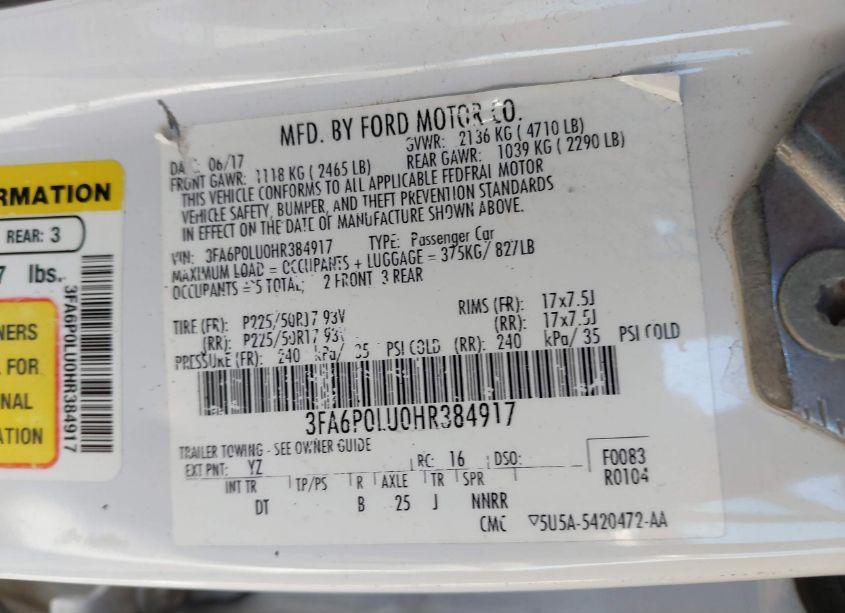 RMATION
REAR: 3
7 lbs.
NERS
FOR
NAL
3FA6P0LU0HR384917
MFD. BY FORD MOTOR CO.
DA 06/17
GVWR: 2136 KG ( 4710 LB)
FRONT GAWR: 1118 KG ( 2465 LB)
REAR GAWR: 1039 KG ( 2290 LB)
THIS VEHICLE CONFORMS TO ALL APPLICABLE FEDERAL MOTOR
VEHICLE SAFETY, BUMPER, AND THEFT PREVENTION STANDARDS
IN EFFECT ON THE DATE OF MANUFACTURE SHOWN ABOVE.
VIN: 3FA6P0LU0HR384917 TYPE: Passenger Car
MAXIMUM LOAD = OCCUPANTS + LUGGAGE = 375KG/ 827LB
OCCUPANTS = 5 TOTAL; 2 FRONT 3 REAR
TIRE (FR): P225/50R17 93V RIMS (FR): 17x7.5J
(RR): P225/50R17 93V (RR): 17x7.5J
PRESSURE (FR): 240 kPa/ 35 PSI COLD (RR): 240 kPa/ 35 PSI COLD
3FA6P0LU0HR384917
TRAILER TOWING - SEE OWNER GUIDE
EXT PNT: YZ RC: 16 DSO: F0083
INT TR TP/PS R AXLE TR SPR R0104
DT B 25 J NNRR
CMC 5U5A-5420472-AA